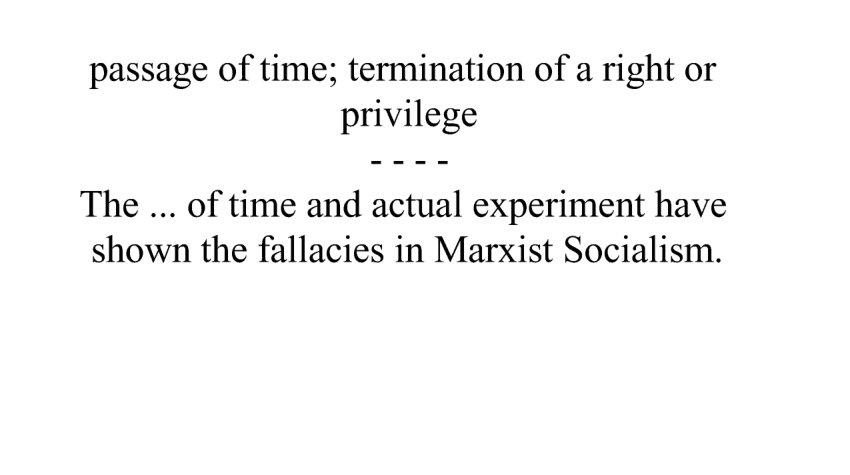 passage of time; termination of a right or
privilege
- - - -
The ... of time and actual experiment have
shown the fallacies in Marxist Socialism.